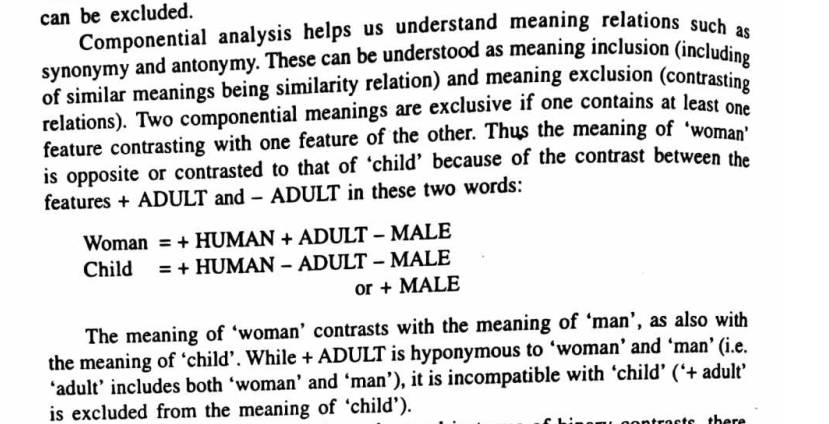 can be excluded.
Componential analysis helps us understand meaning relations such as
synonymy and antonymy. These can be understood as meaning inclusion (including
of similar meanings being similarity relation) and meaning exclusion (contrasting
relations). Two componential meanings are exclusive if one contains at least one
feature contrasting with one feature of the other. Thus the meaning of ‘woman’
is opposite or contrasted to that of ‘child’ because of the contrast between the
features + ADULT and – ADULT in these two words:
Woman = + HUMAN + ADULT – MALE
Child = + HUMAN – ADULT – MALE
or + MALE
The meaning of ‘woman’ contrasts with the meaning of ‘man’, as also with
the meaning of ‘child’. While + ADULT is hyponymous to ‘woman’ and ‘man’ (i.e.
‘adult’ includes both ‘woman’ and ‘man’), it is incompatible with ‘child’ (‘+ adult’
is excluded from the meaning of ‘child’).
of binary contrasts, there